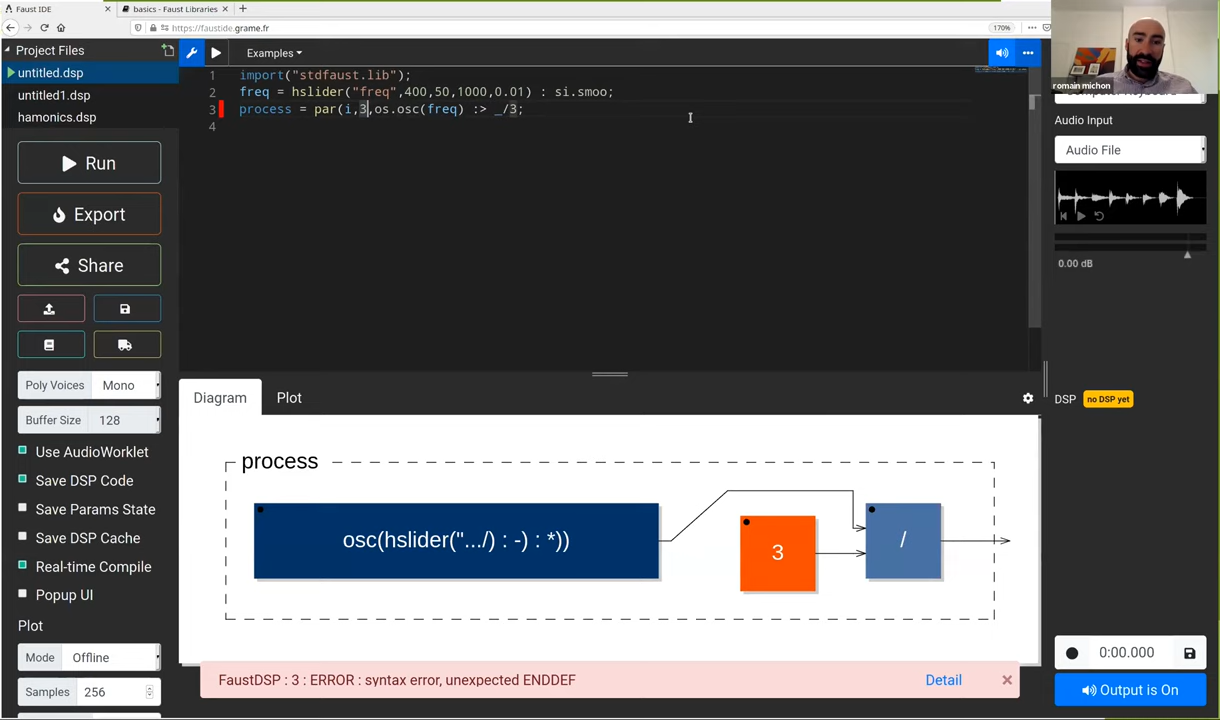 Faust IDE
basics - Faust Libraries
https://faustide.grame.fr
170%
Project Files
untitled.dsp
untitled1.dsp
hamonics.dsp
Run
Export
Share
Poly Voices Mono
Buffer Size 128
Use AudioWorklet
Save DSP Code
Save Params State
Save DSP Cache
Real-time Compile
Popup UI
Plot
Mode Offline
Samples 256
Examples
1 import("stdfaust.lib");
2 freq = hslider("freq",400,50,1000,0.01) : si.smoo;
3 process = par(i,3,os.osc(freq) :> _/3;
4
Diagram
Plot
process
osc(hslider(".../) : -) : *))
3
/
FaustDSP : 3 : ERROR : syntax error, unexpected ENDDEF
Detail
romain michon
Audio Input
Audio File
0.00 dB
DSP no DSP yet
0:00.000
Output is On